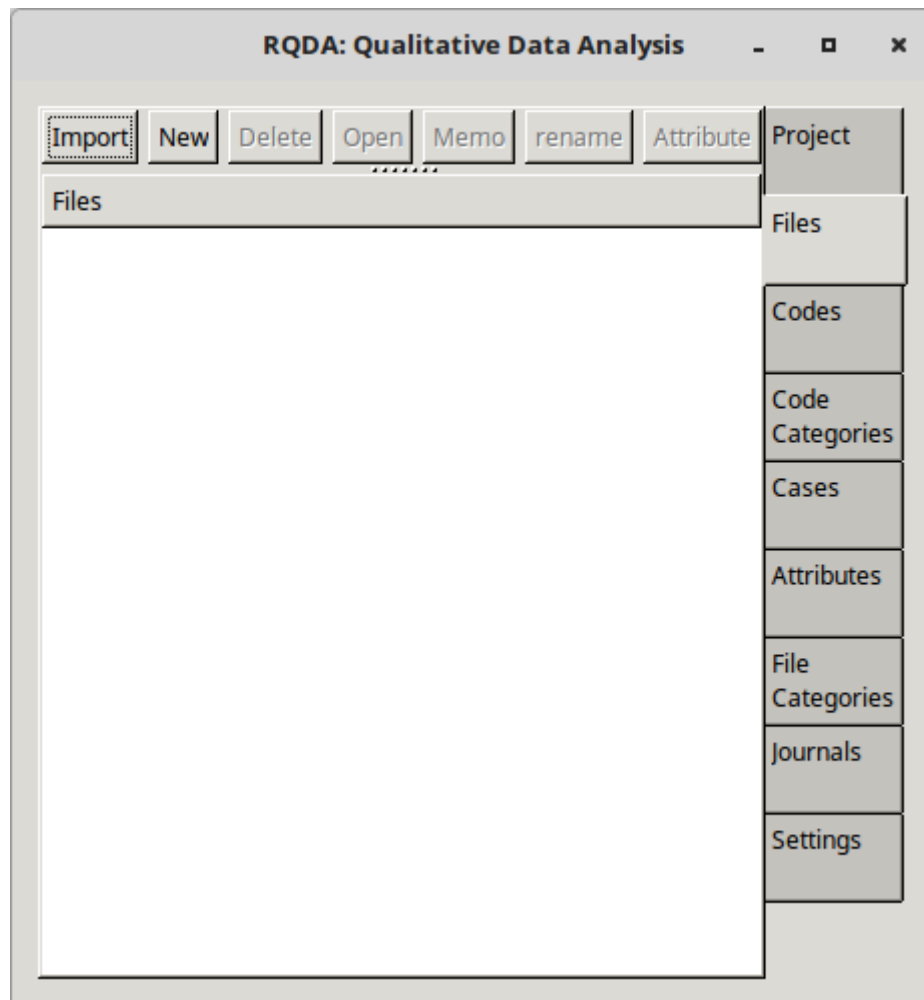 RQDA: Qualitative Data Analysis
Import New Delete Open Memo rename Attribute
Files
Project
Files
Codes
Code
Categories
Cases
Attributes
File
Categories
Journals
Settings